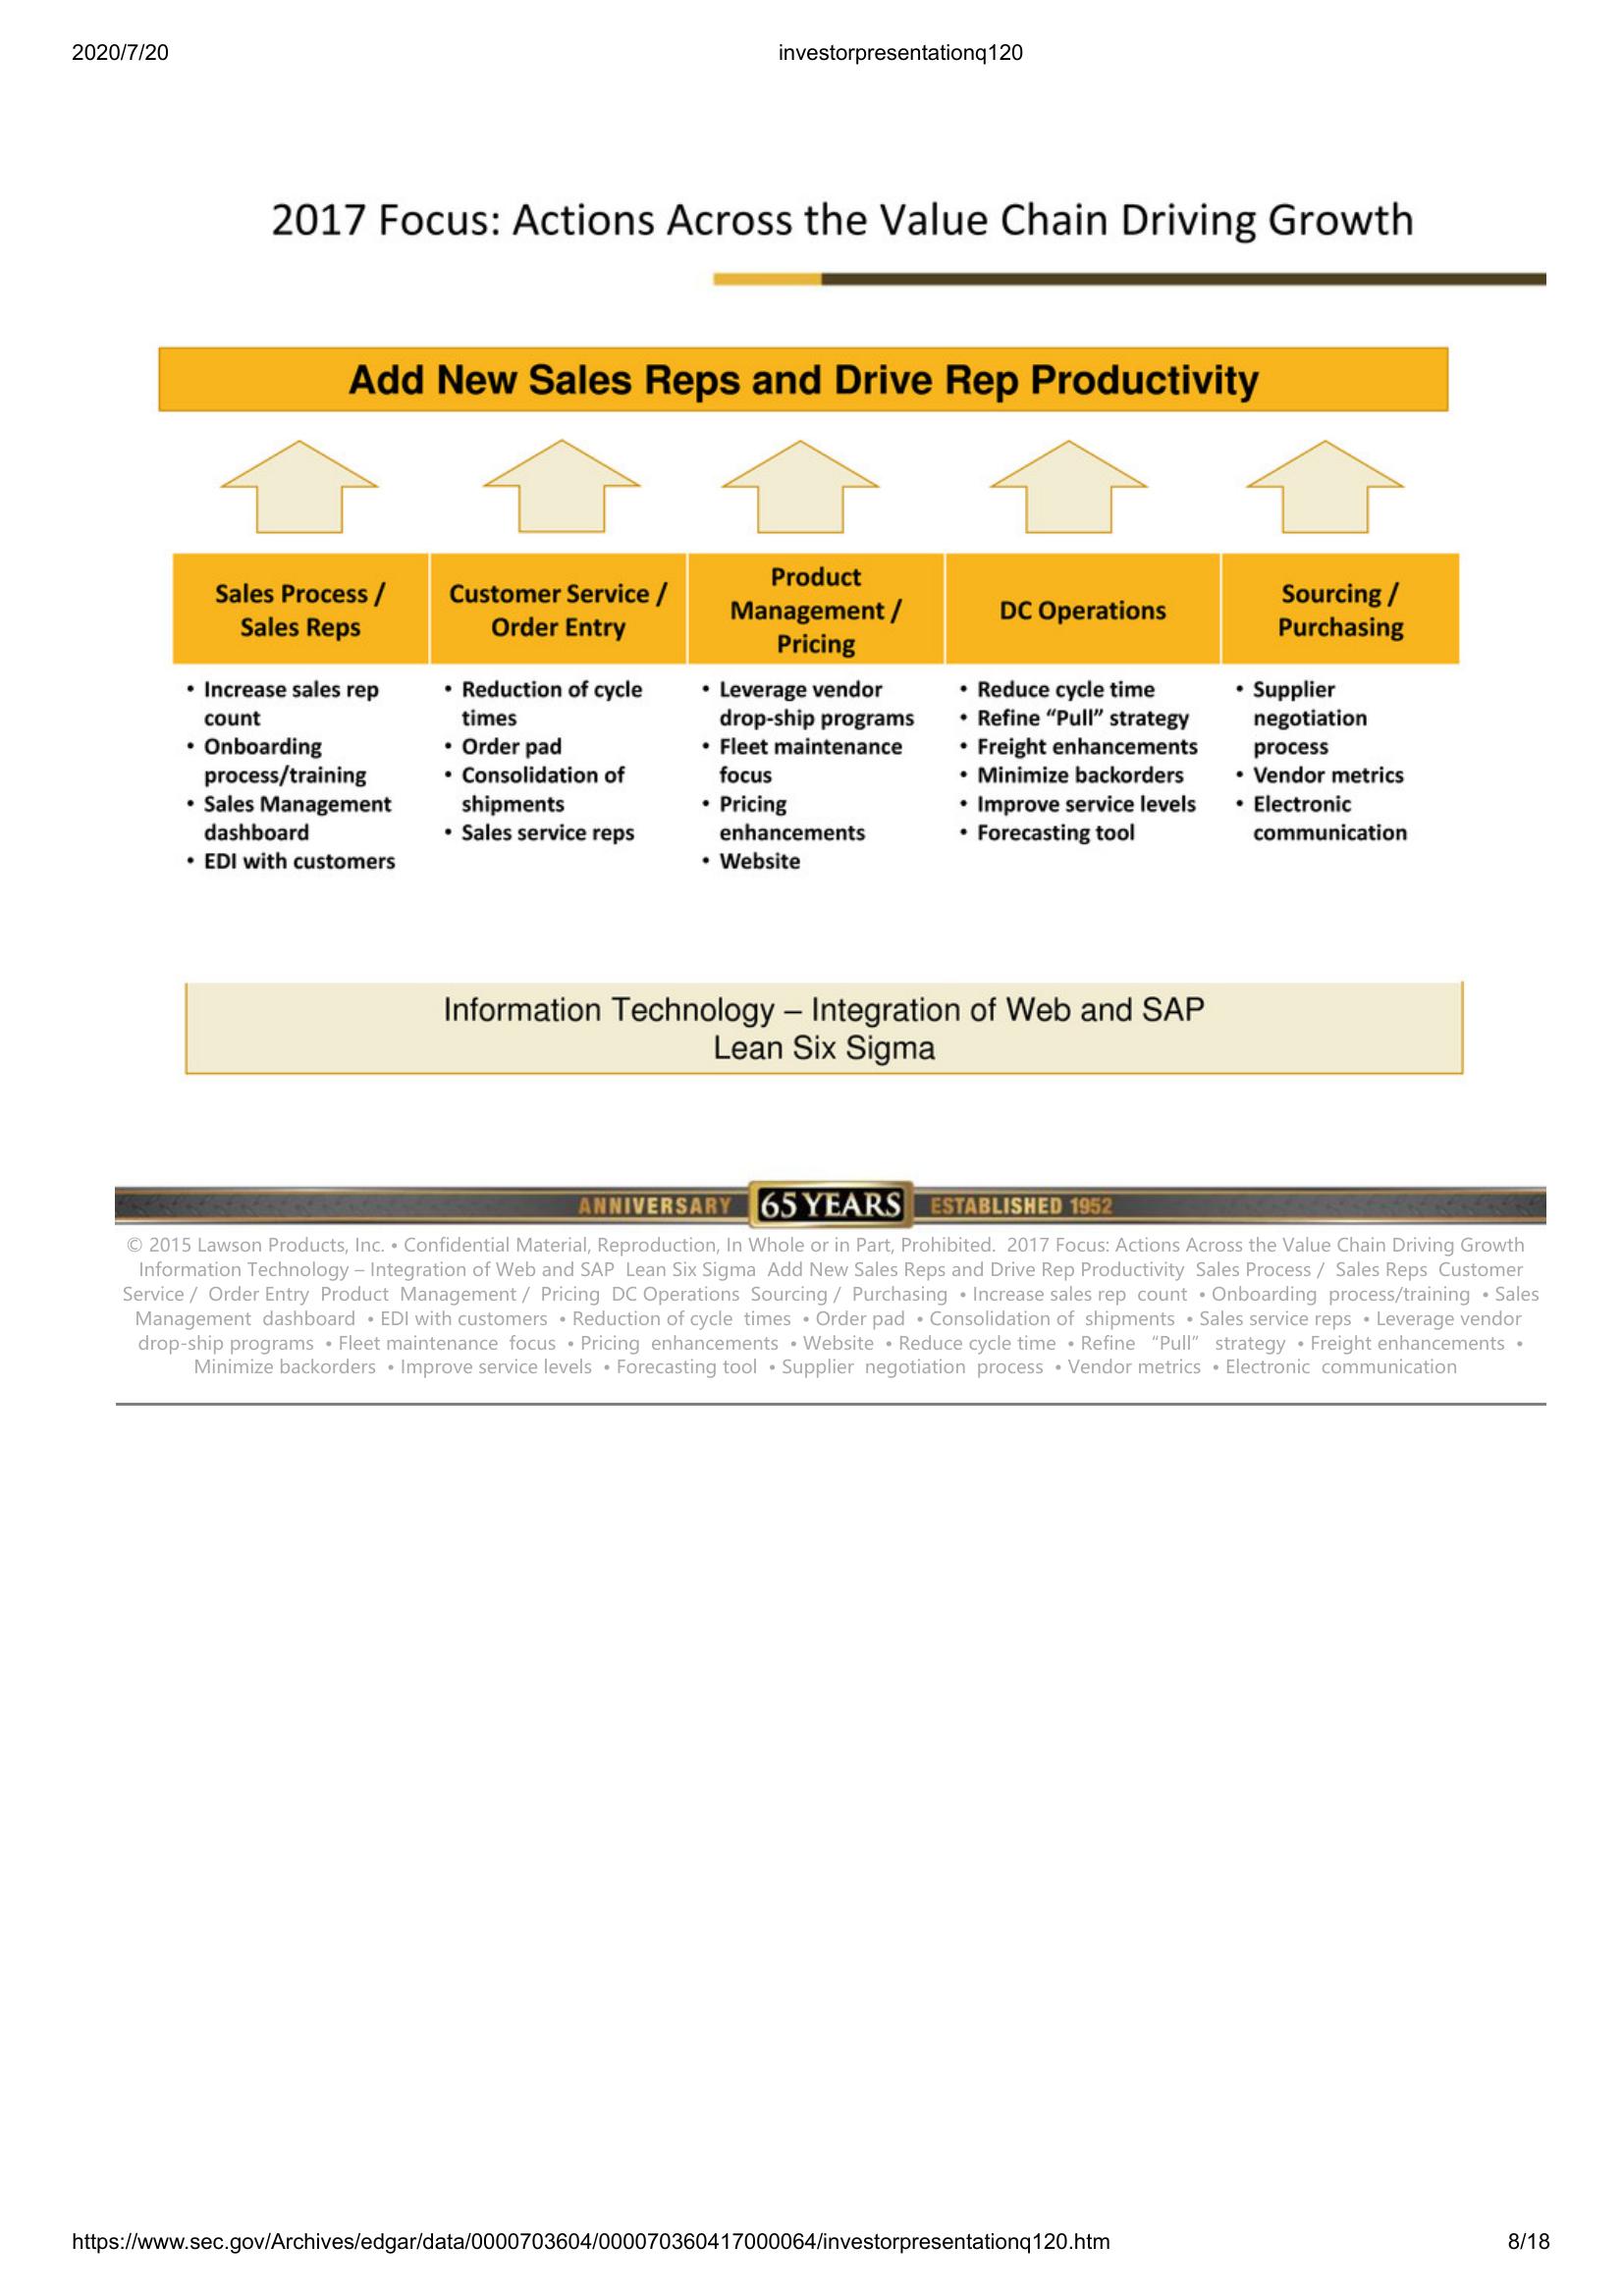 2020/7/20
investorpresentationq120
2017 Focus: Actions Across the Value Chain Driving Growth
Add New Sales Reps and Drive Rep Productivity
Sales Process /
Sales Reps
• Increase sales rep
count
• Onboarding
process/training
• Sales Management
dashboard
• EDI with customers
Customer Service /
Order Entry
• Reduction of cycle
times
• Order pad
• Consolidation of
shipments
• Sales service reps
Product
Management /
Pricing
• Leverage vendor
drop-ship programs
• Fleet maintenance
focus
• Pricing
enhancements
• Website
DC Operations
• Reduce cycle time
• Refine “Pull” strategy
• Freight enhancements
• Minimize backorders
• Improve service levels
• Forecasting tool
Sourcing /
Purchasing
• Supplier
negotiation
process
• Vendor metrics
• Electronic
communication
Information Technology – Integration of Web and SAP
Lean Six Sigma
ANNIVERSARY 65 YEARS ESTABLISHED 1952
© 2015 Lawson Products, Inc. • Confidential Material, Reproduction, In Whole or in Part, Prohibited. 2017 Focus: Actions Across the Value Chain Driving Growth
Information Technology – Integration of Web and SAP Lean Six Sigma Add New Sales Reps and Drive Rep Productivity Sales Process / Sales Reps Customer
Service / Order Entry Product Management / Pricing DC Operations Sourcing / Purchasing • Increase sales rep count • Onboarding process/training • Sales
Management dashboard • EDI with customers • Reduction of cycle times • Order pad • Consolidation of shipments • Sales service reps • Leverage vendor
drop-ship programs • Fleet maintenance focus • Pricing enhancements • Website • Reduce cycle time • Refine “Pull” strategy • Freight enhancements •
Minimize backorders • Improve service levels • Forecasting tool • Supplier negotiation process • Vendor metrics • Electronic communication
https://www.sec.gov/Archives/edgar/data/0000703604/000070360417000064/investorpresentationq120.htm
8/18